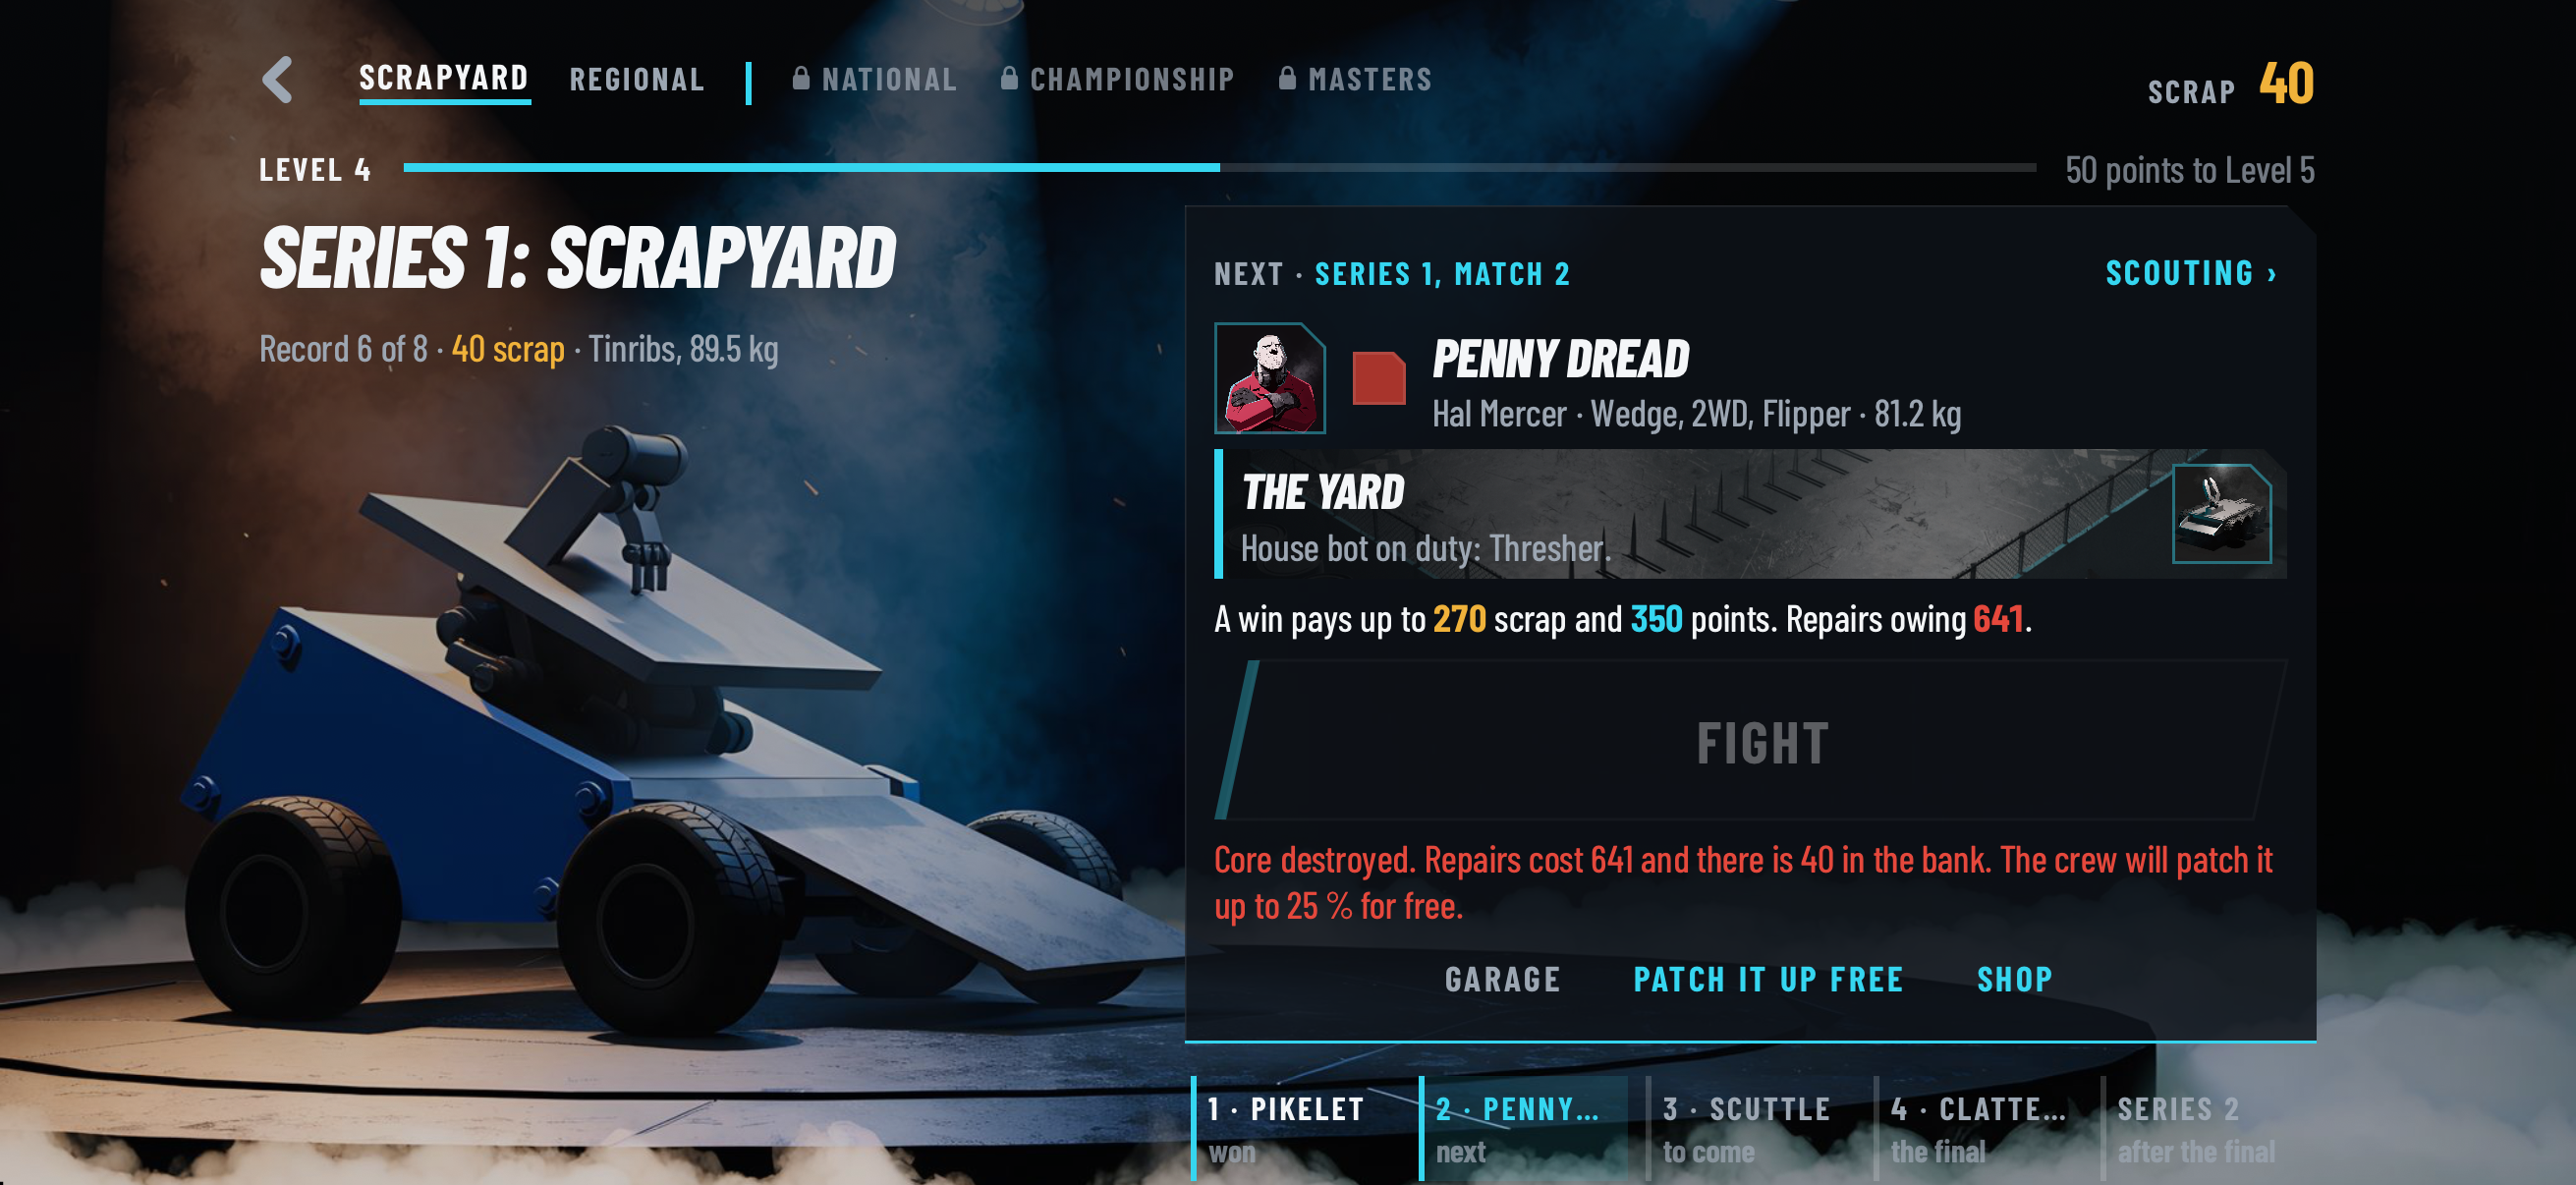 SCRAPYARD REGIONAL NATIONAL CHAMPIONSHIP MASTERS SCRAP 40
LEVEL 4 50 points to Level 5
SERIES 1: SCRAPYARD
Record 6 of 8 · 40 scrap · Tinribs, 89.5 kg
NEXT · SERIES 1, MATCH 2 SCOUTING ›
PENNY DREAD
Hal Mercer · Wedge, 2WD, Flipper · 81.2 kg
THE YARD
House bot on duty: Thresher.
A win pays up to 270 scrap and 350 points. Repairs owing 641.
FIGHT
Core destroyed. Repairs cost 641 and there is 40 in the bank. The crew will patch it
up to 25 % for free.
GARAGE PATCH IT UP FREE SHOP
1 · PIKELET 2 · PENNY... 3 · SCUTTLE 4 · CLATTE... SERIES 2
won next to come the final after the final